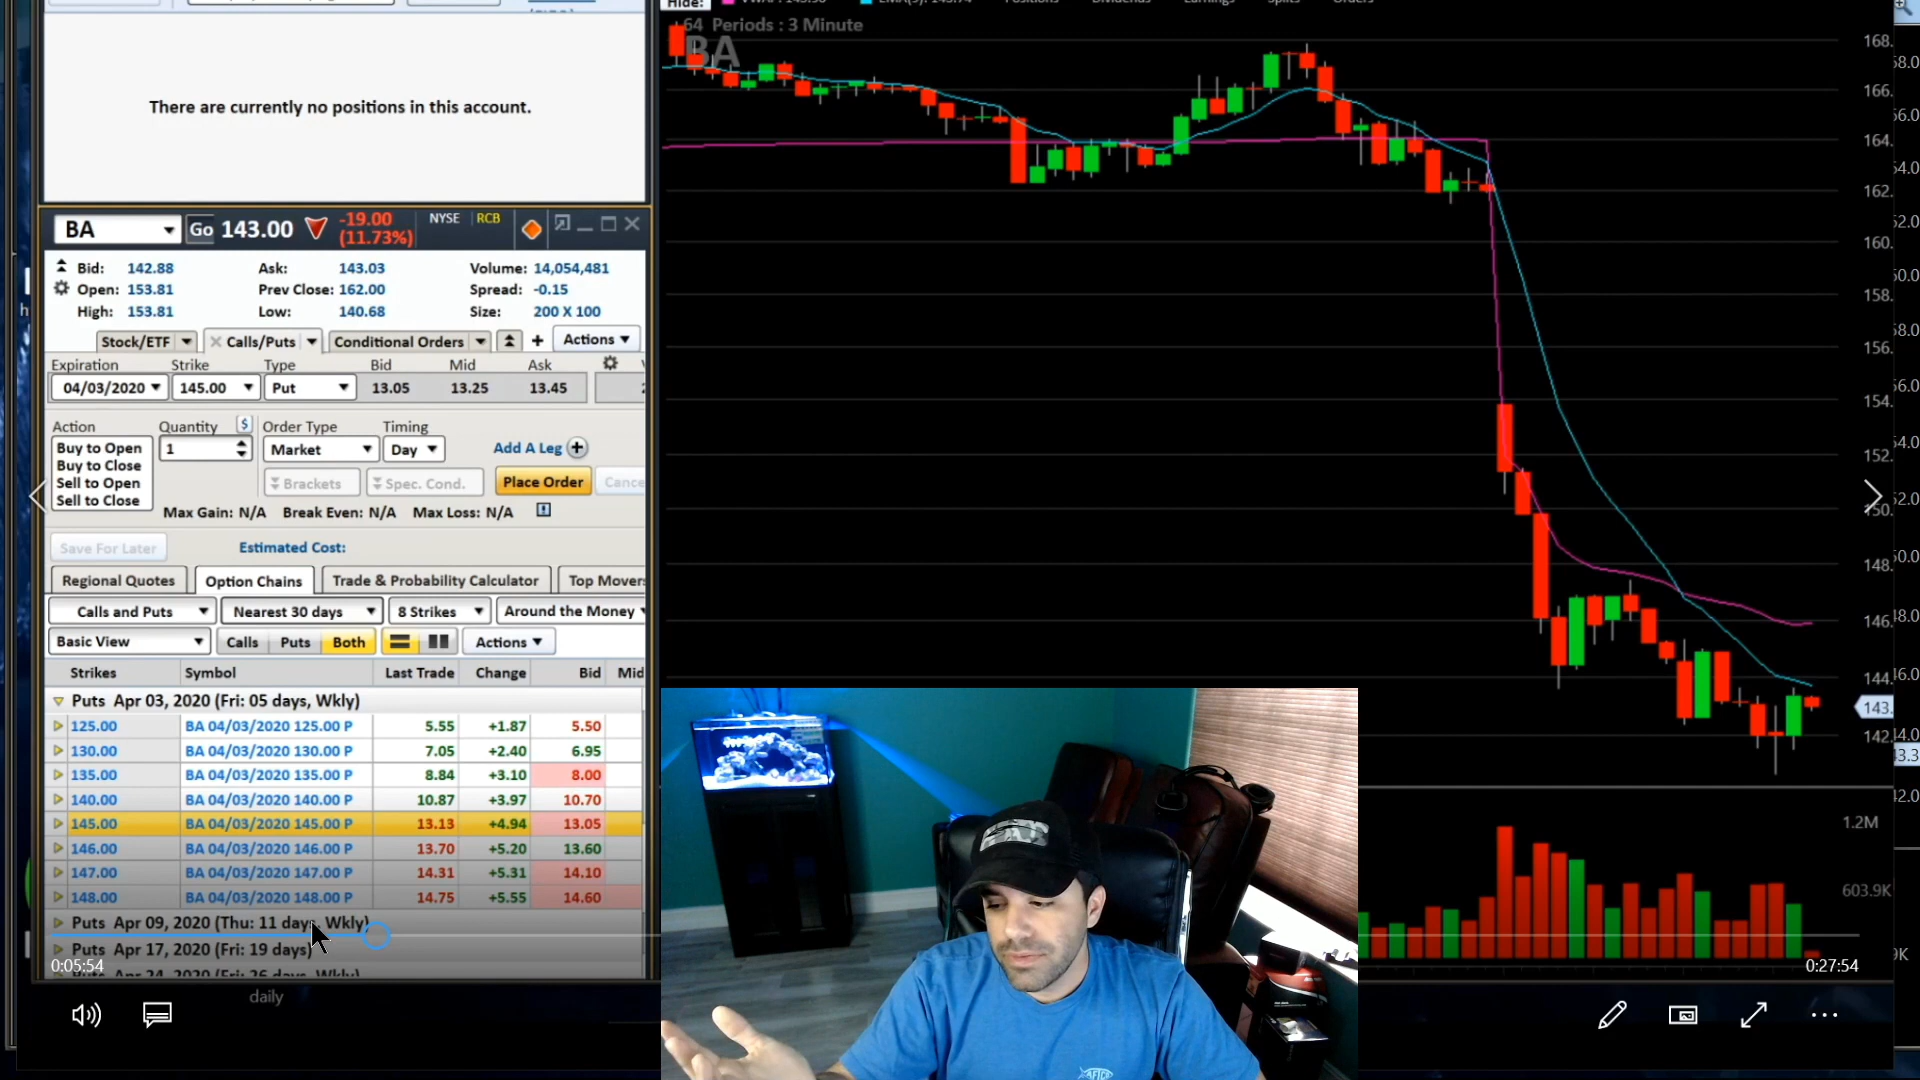 Hide:
64 Periods : 3 Minute
BA
There are currently no positions in this account.
BA Go 143.00 -19.00 (11.73%) NYSE RCB
Bid: 142.88 Ask: 143.03 Volume: 14,054,481
Open: 153.81 Prev Close: 162.00 Spread: -0.15
High: 153.81 Low: 140.68 Size: 200 X 100
Stock/ETF Calls/Puts Conditional Orders + Actions
Expiration Strike Type Bid Mid Ask
04/03/2020 145.00 Put 13.05 13.25 13.45
Action Quantity $ Order Type Timing
Buy to Open 1 Market Day Add A Leg +
Buy to Close
Sell to Open Brackets Spec. Cond. Place Order Cance
Sell to Close
Max Gain: N/A Break Even: N/A Max Loss: N/A
Save For Later Estimated Cost:
Regional Quotes Option Chains Trade & Probability Calculator Top Movers
Calls and Puts Nearest 30 days 8 Strikes Around the Money
Basic View Calls Puts Both Actions
Strikes Symbol Last Trade Change Bid Mid
Puts Apr 03, 2020 (Fri: 05 days, Wkly)
125.00 BA 04/03/2020 125.00 P 5.55 +1.87 5.50
130.00 BA 04/03/2020 130.00 P 7.05 +2.40 6.95
135.00 BA 04/03/2020 135.00 P 8.84 +3.10 8.00
140.00 BA 04/03/2020 140.00 P 10.87 +3.97 10.70
145.00 BA 04/03/2020 145.00 P 13.13 +4.94 13.05
146.00 BA 04/03/2020 146.00 P 13.70 +5.20 13.60
147.00 BA 04/03/2020 147.00 P 14.31 +5.31 14.10
148.00 BA 04/03/2020 148.00 P 14.75 +5.55 14.60
Puts Apr 09, 2020 (Thu: 11 days, Wkly)
Puts Apr 17, 2020 (Fri: 19 days)
0:05:54
daily
168.
166.
164.
162.
160.
158.
156.
154.
152.
150.
148.
146.
144.
143.
142.
1.2M
603.9K
0:27:54
AFTCO